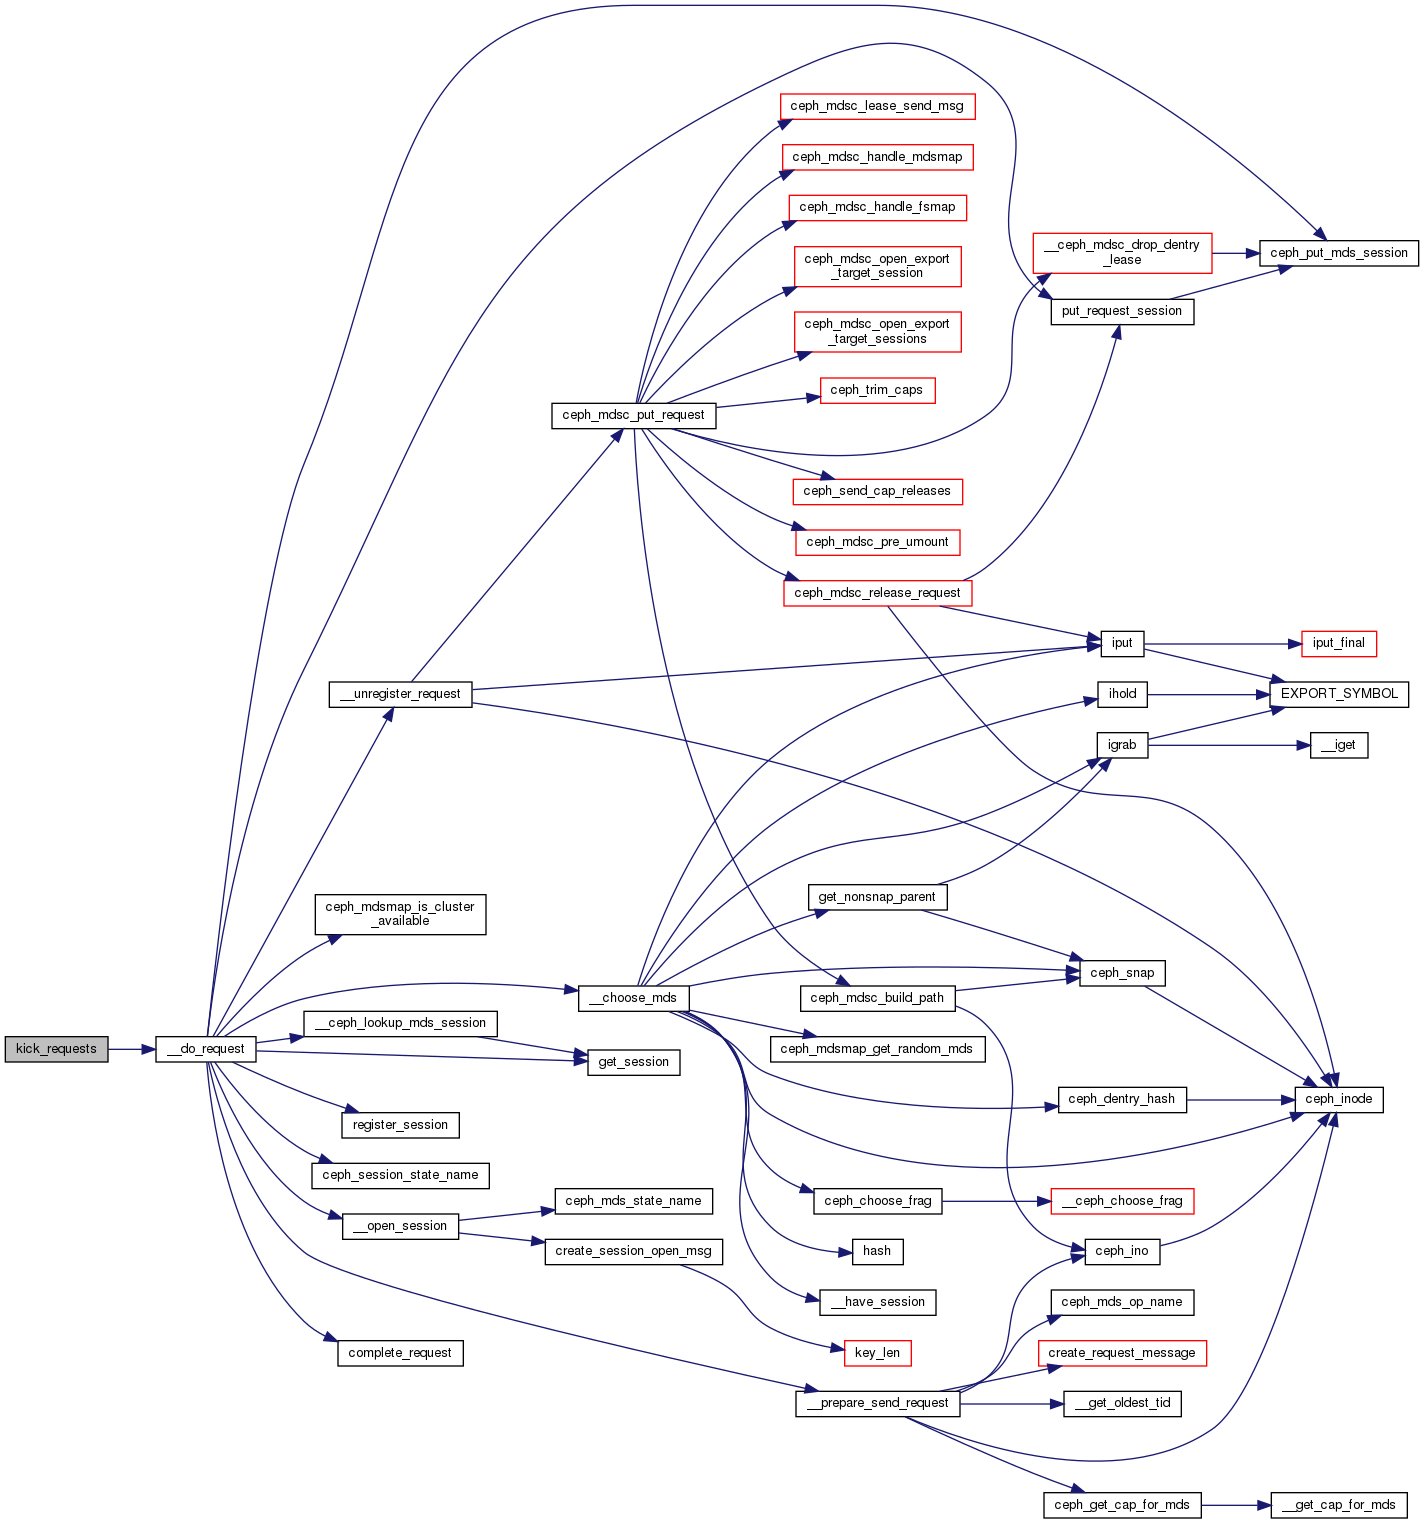 ceph_mdsc_lease_send_msg
ceph_mdsc_handle_mdsmap
ceph_mdsc_handle_fsmap
ceph_mdsc_open_export
_target_session
ceph_mdsc_open_export
_target_sessions
ceph_trim_caps
__ceph_mdsc_drop_dentry
_lease
ceph_put_mds_session
put_request_session
ceph_mdsc_put_request
ceph_send_cap_releases
ceph_mdsc_pre_umount
ceph_mdsc_release_request
iput
iput_final
__unregister_request
ihold
EXPORT_SYMBOL
igrab
__iget
ceph_mdsmap_is_cluster
_available
get_nonsnap_parent
ceph_snap
__choose_mds
ceph_mdsc_build_path
__ceph_lookup_mds_session
kick_requests
__do_request
get_session
ceph_mdsmap_get_random_mds
ceph_dentry_hash
ceph_inode
register_session
ceph_session_state_name
ceph_mds_state_name
ceph_choose_frag
__ceph_choose_frag
__open_session
create_session_open_msg
hash
ceph_ino
__have_session
ceph_mds_op_name
complete_request
key_len
create_request_message
__prepare_send_request
__get_oldest_tid
ceph_get_cap_for_mds
__get_cap_for_mds